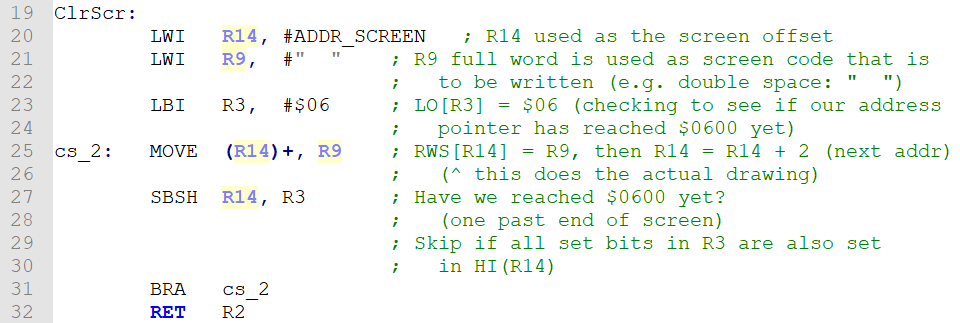 19 ClrScr:
20 LWI R14, #ADDR_SCREEN ; R14 used as the screen offset
21 LWI R9, #"  " ; R9 full word is used as screen code that is
22 ; to be written (e.g. double space: "  ")
23 LBI R3, #$06 ; LO[R3] = $06 (checking to see if our address
24 ; pointer has reached $0600 yet)
25 cs_2: MOVE (R14)+, R9 ; RWS[R14] = R9, then R14 = R14 + 2 (next addr)
26 ; (^ this does the actual drawing)
27 SBSH R14, R3 ; Have we reached $0600 yet?
28 ; (one past end of screen)
29 ; Skip if all set bits in R3 are also set
30 ; in HI(R14)
31 BRA cs_2
32 RET R2